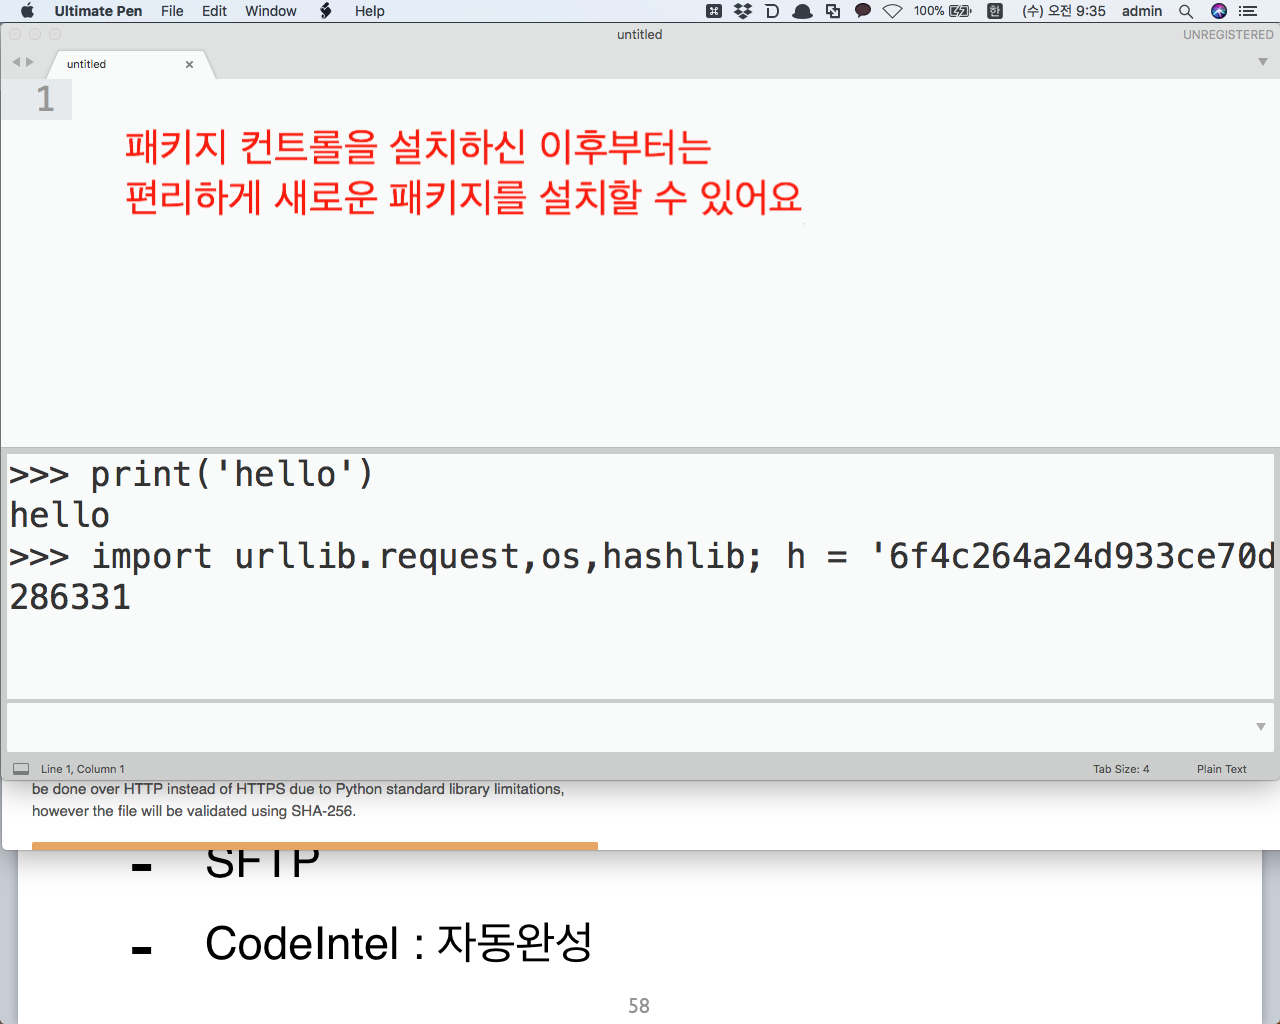 Ultimate Pen File Edit Window Help 100% 한 (수) 오전 9:35 admin
untitled UNREGISTERED
untitled
1
패키지 컨트롤을 설치하신 이후부터는
편리하게 새로운 패키지를 설치할 수 있어요
>>> print('hello')
hello
>>> import urllib.request,os,hashlib; h = '6f4c264a24d933ce70d
286331
Line 1, Column 1 Tab Size: 4 Plain Text
be done over HTTP instead of HTTPS due to Python standard library limitations,
however the file will be validated using SHA-256.
- SFTP
- CodeIntel : 자동완성
58